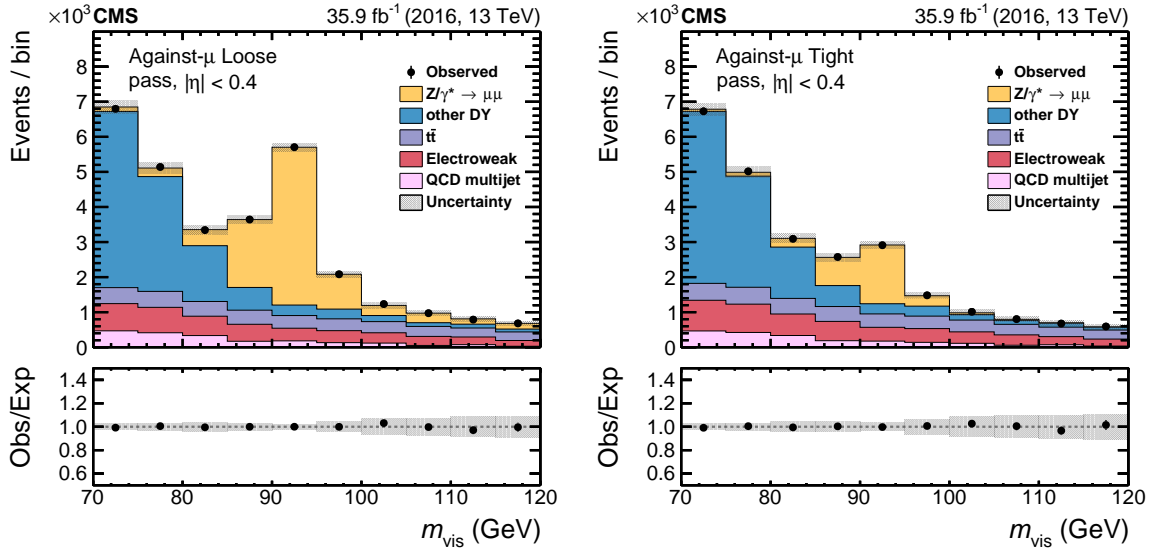 ×10³ CMS 35.9 fb⁻¹ (2016, 13 TeV)
Events / bin
Against-μ Loose
pass, |η| < 0.4
Observed
Z/γ* → μμ
other DY
tt̄
Electroweak
QCD multijet
Uncertainty
9
8
7
6
5
4
3
2
1
0
Obs/Exp
1.4
1.2
1.0
0.8
0.6
70 80 90 100 110 120
m_vis (GeV)
×10³ CMS 35.9 fb⁻¹ (2016, 13 TeV)
Events / bin
Against-μ Tight
pass, |η| < 0.4
Observed
Z/γ* → μμ
other DY
tt̄
Electroweak
QCD multijet
Uncertainty
9
8
7
6
5
4
3
2
1
0
Obs/Exp
1.4
1.2
1.0
0.8
0.6
70 80 90 100 110 120
m_vis (GeV)